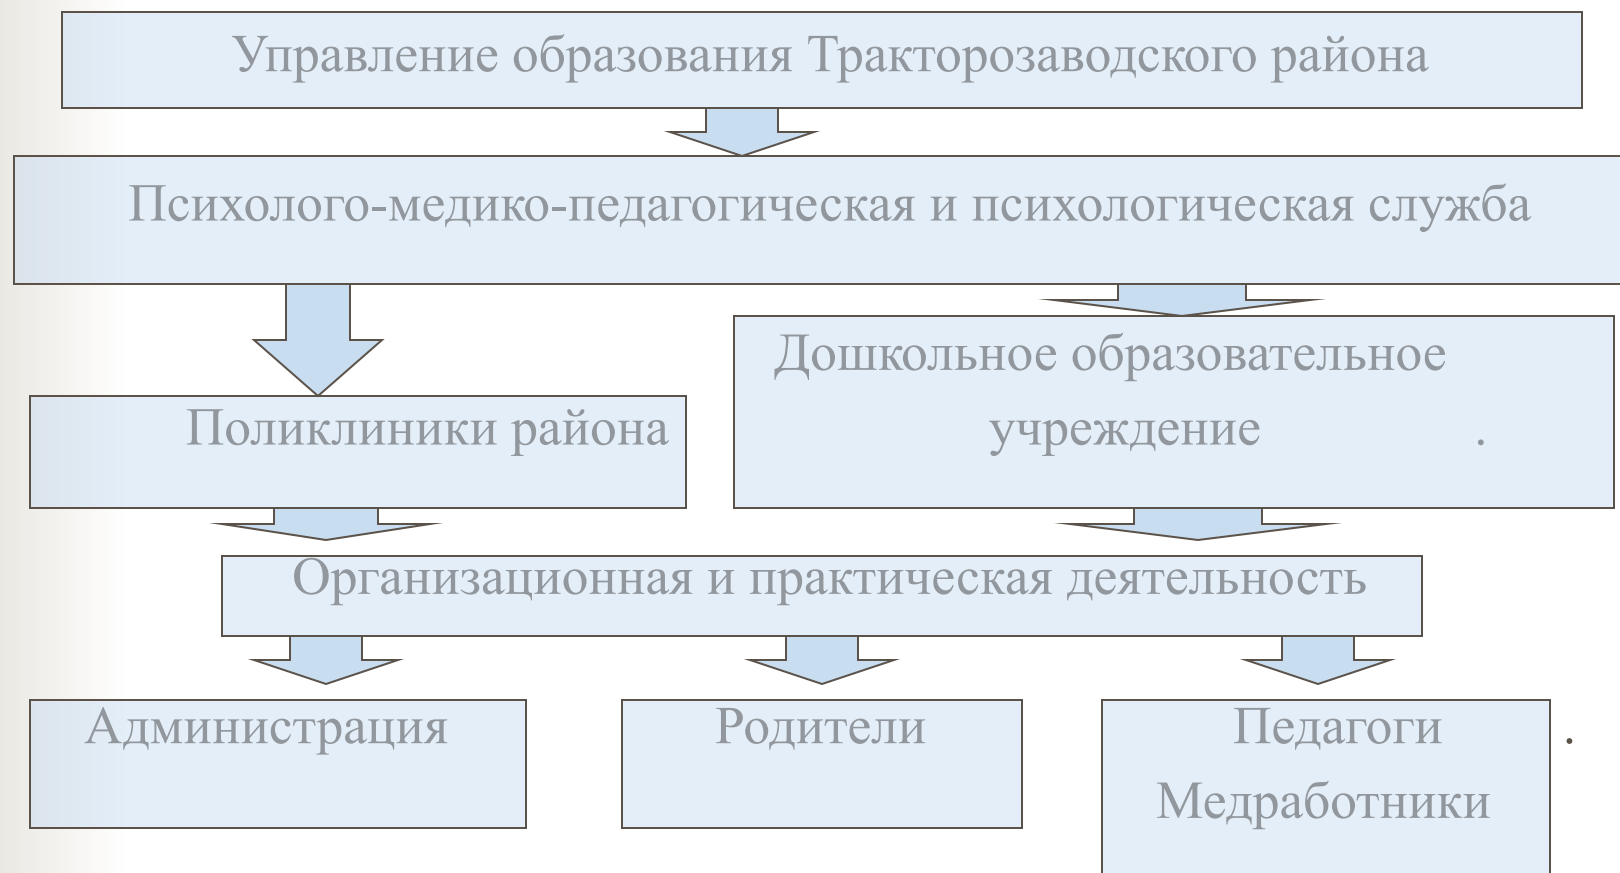 Управление образования Тракторозаводского района
Психолого-медико-педагогическая и психологическая служба
Дошкольное образовательное
Поликлиники района
учреждение .
Организационная и практическая деятельность
Администрация
Родители
Педагоги .
Медработники